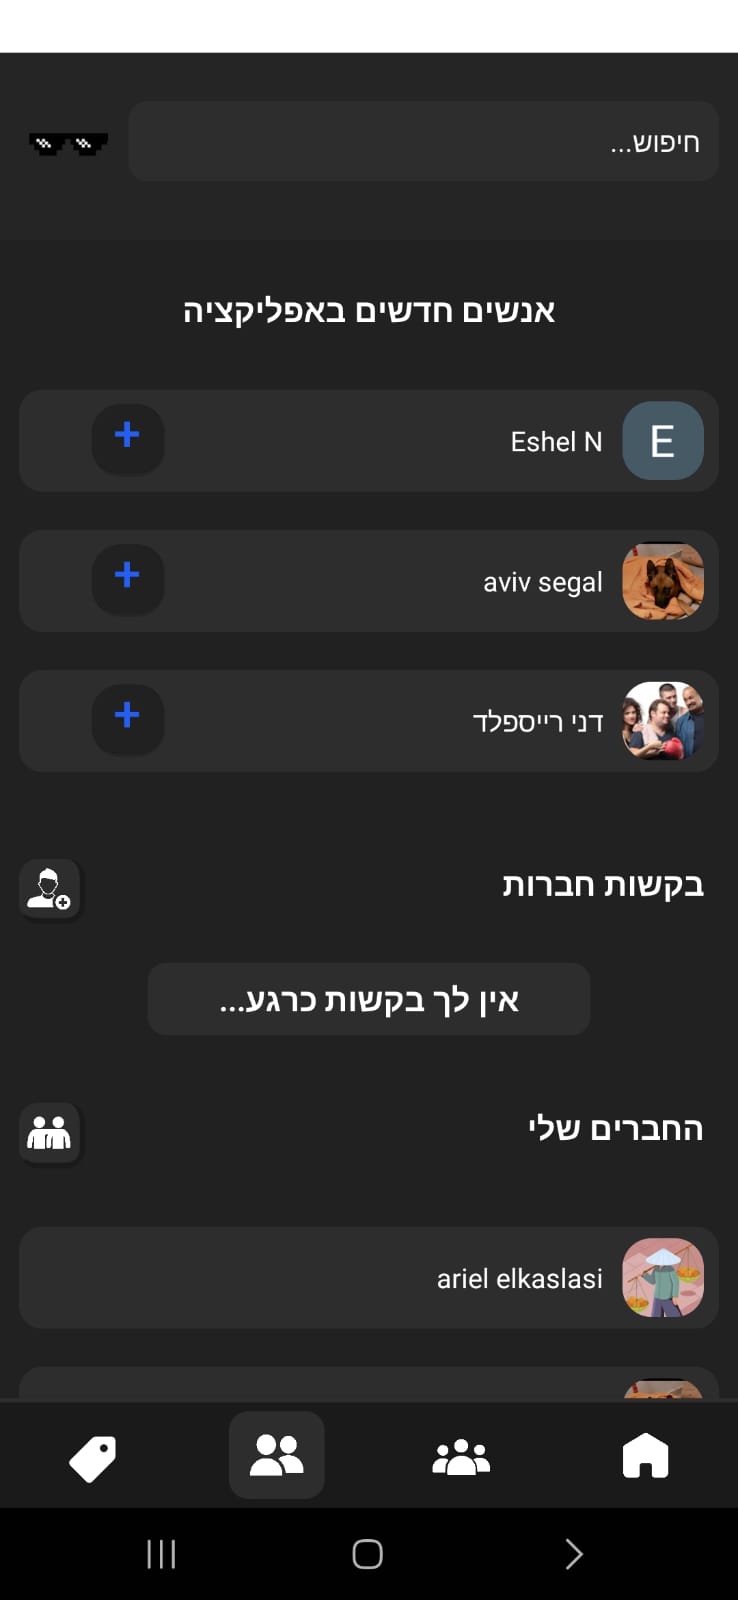 חיפוש...
אנשים חדשים באפליקציה
E
Eshel N
+
aviv segal
+
דני רייספלד
+
בקשות חברות
אין לך בקשות כרגע...
החברים שלי
ariel elkaslasi